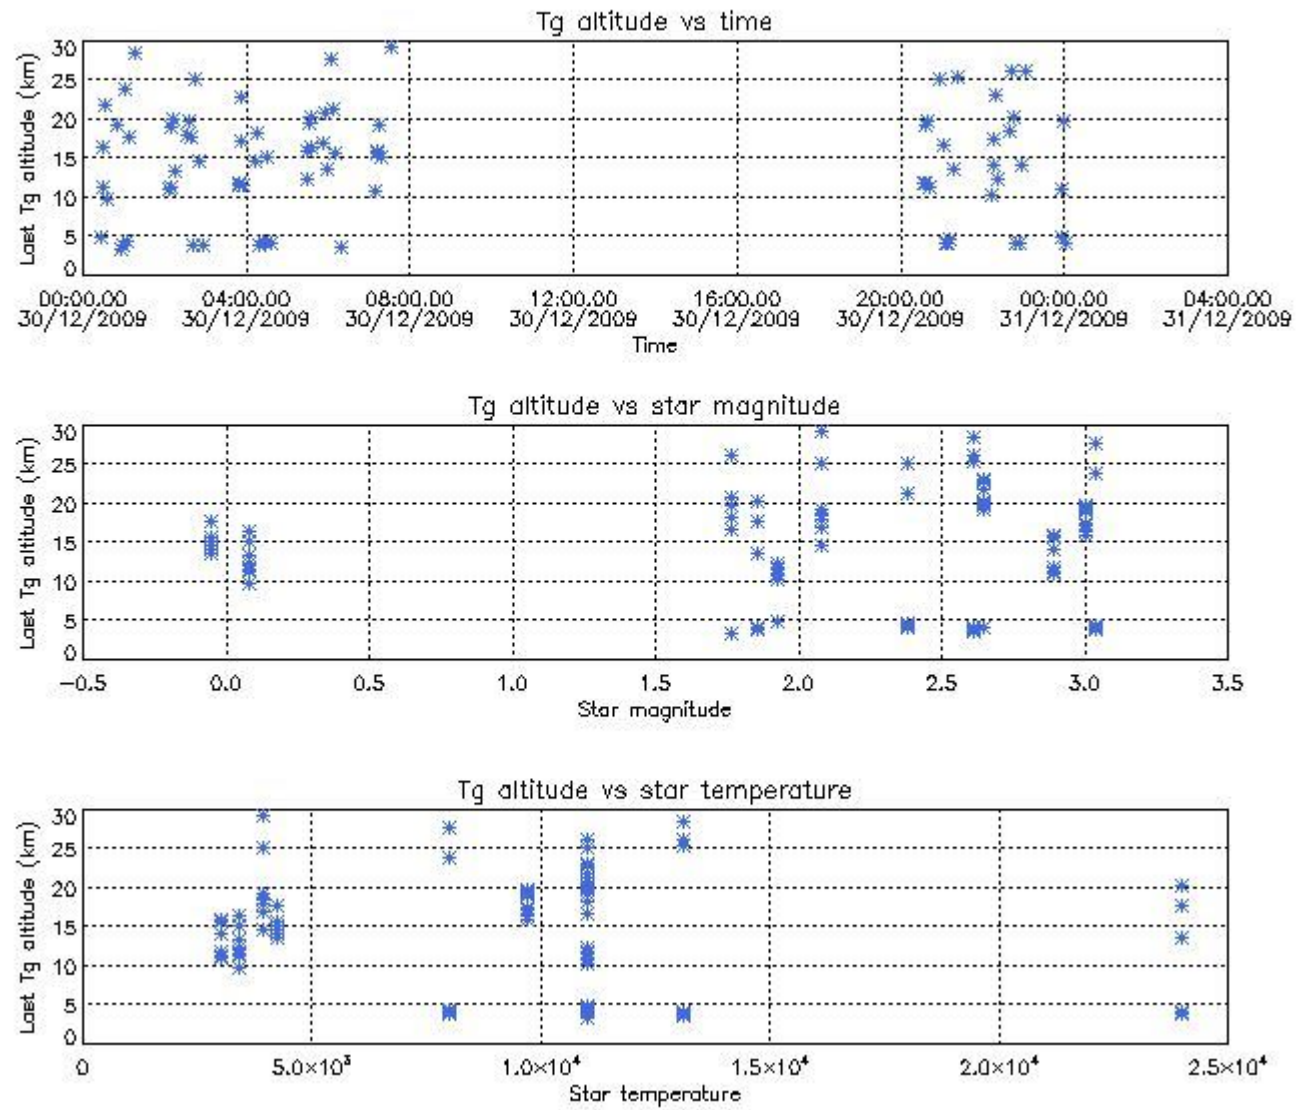 Tg altitude vs time
Last Tg altitude (km)
30
25
20
15
10
5
0
00:00.00 04:00.00 08:00.00 12:00.00 16:00.00 20:00.00 00:00.00 04:00.00
30/12/2009 30/12/2009 30/12/2009 30/12/2009 30/12/2009 30/12/2009 31/12/2009 31/12/2009
Time
Tg altitude vs star magnitude
Last Tg altitude (km)
30
25
20
15
10
5
0
−0.5 0.0 0.5 1.0 1.5 2.0 2.5 3.0 3.5
Star magnitude
Tg altitude vs star temperature
Last Tg altitude (km)
30
25
20
15
10
5
0
0 5.0×10³ 1.0×10⁴ 1.5×10⁴ 2.0×10⁴ 2.5×10⁴
Star temperature